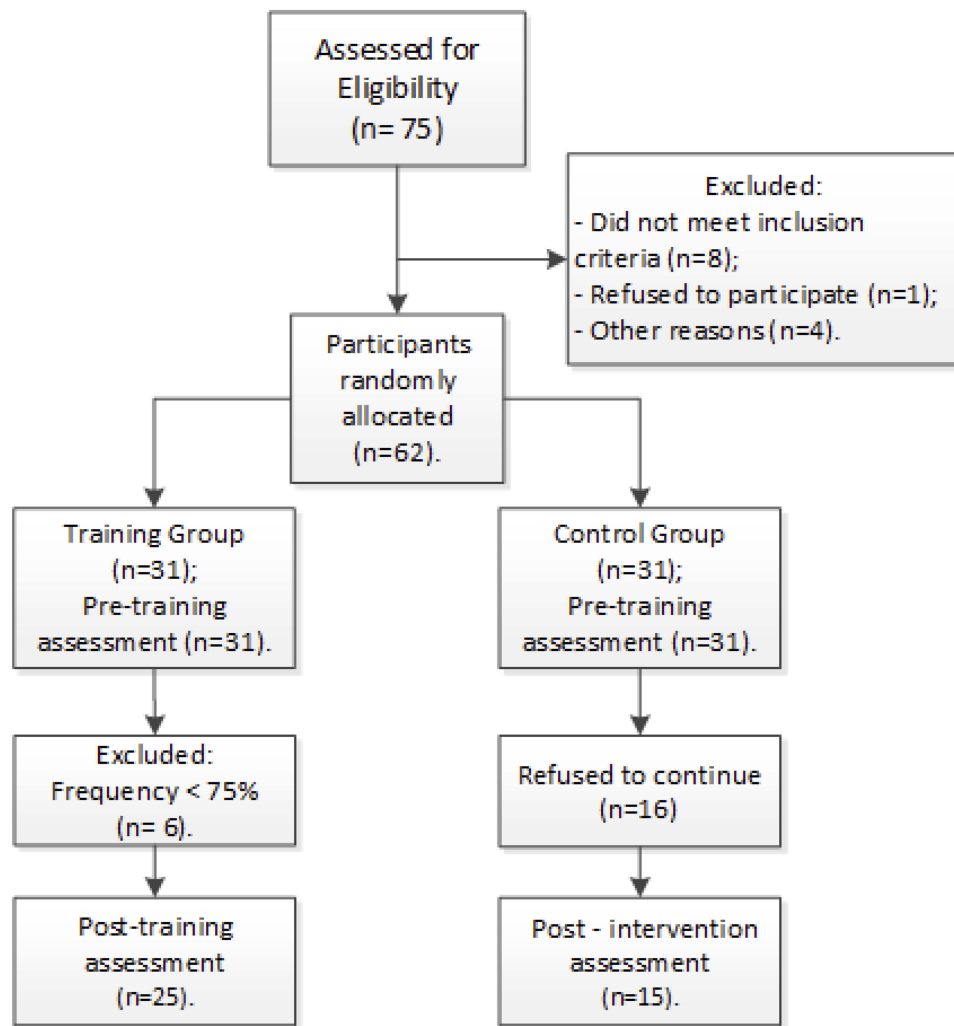 Assessed for
Eligibility
(n= 75)
Excluded:
- Did not meet inclusion
criteria (n=8);
- Refused to participate (n=1);
- Other reasons (n=4).
Participants
randomly
allocated
(n=62).
Training Group
(n=31);
Pre-training
assessment (n=31).
Control Group
(n=31);
Pre-training
assessment (n=31).
Excluded:
Frequency < 75%
(n= 6).
Refused to continue
(n=16)
Post-training
assessment
(n=25).
Post - intervention
assessment
(n=15).